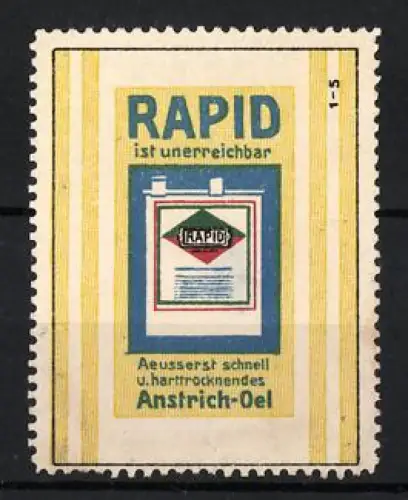 RAPID
ist unerreichbar
1-5
RAPID
Aeusserst schnell
u. harttrocknendes
Anstrich-Oel